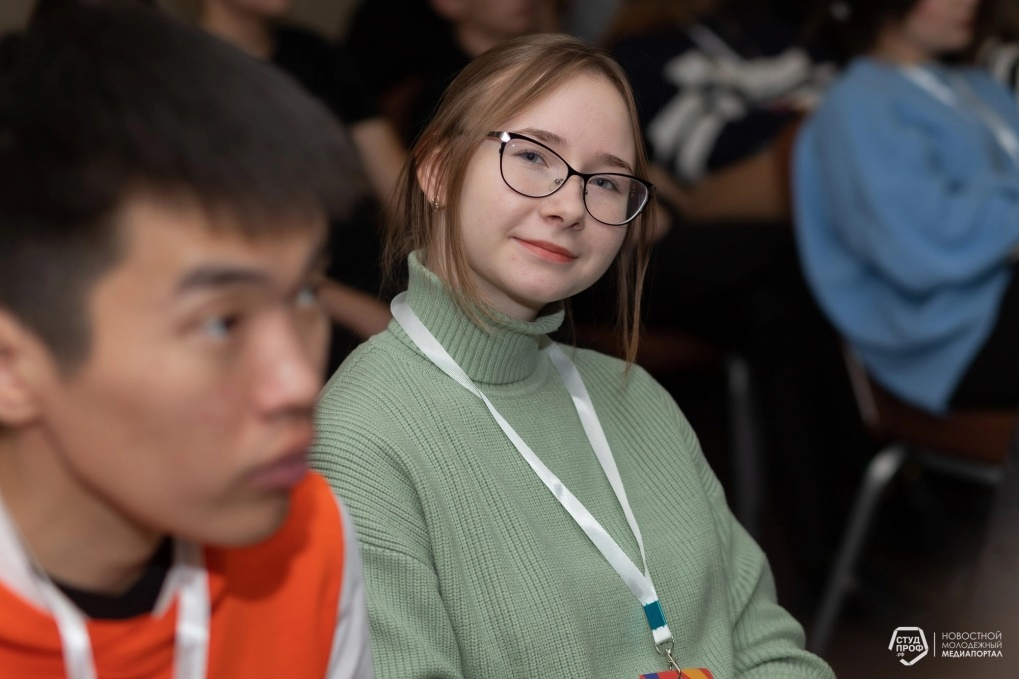 СТУД
ПРОФ
.РФ
НОВОСТНОЙ
МОЛОДЕЖНЫЙ
МЕДИАПОРТАЛ